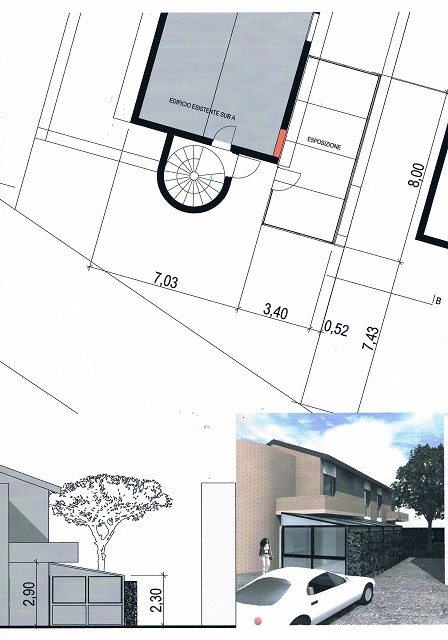 EDIFICIO ESISTENTE SUB A
ESPOSIZIONE
8,00
7,03
3,40
0,52
7,43
B
2,90
2,30